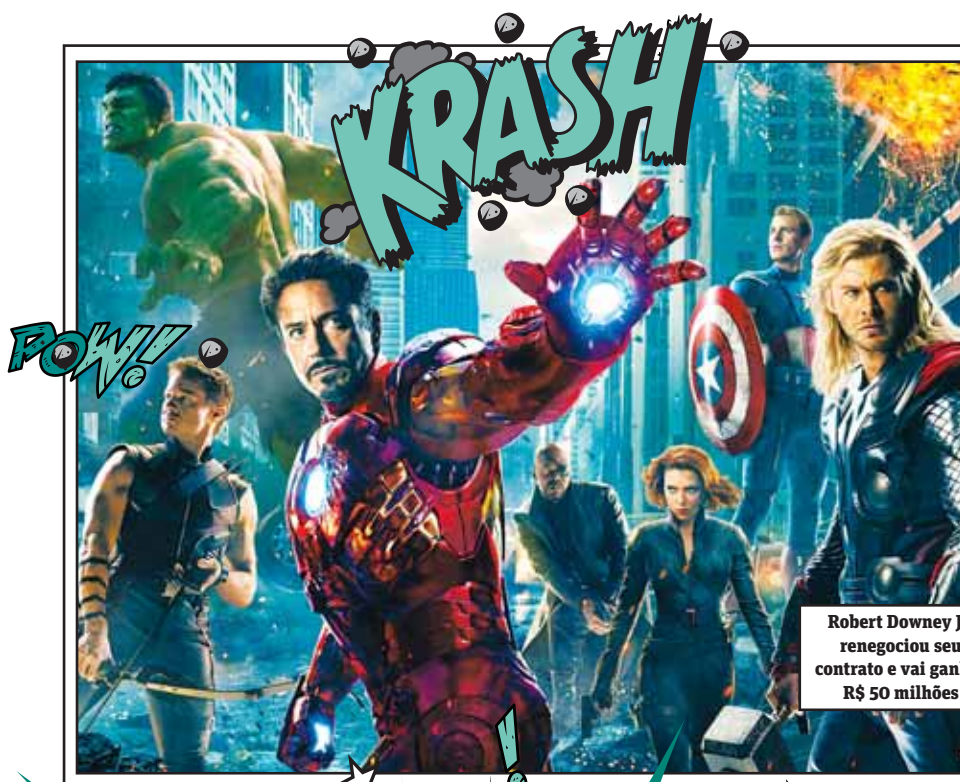 KRASH
POW!
Robert Downey J
renegociou seu
contrato e vai gan
R$ 50 milhões
!